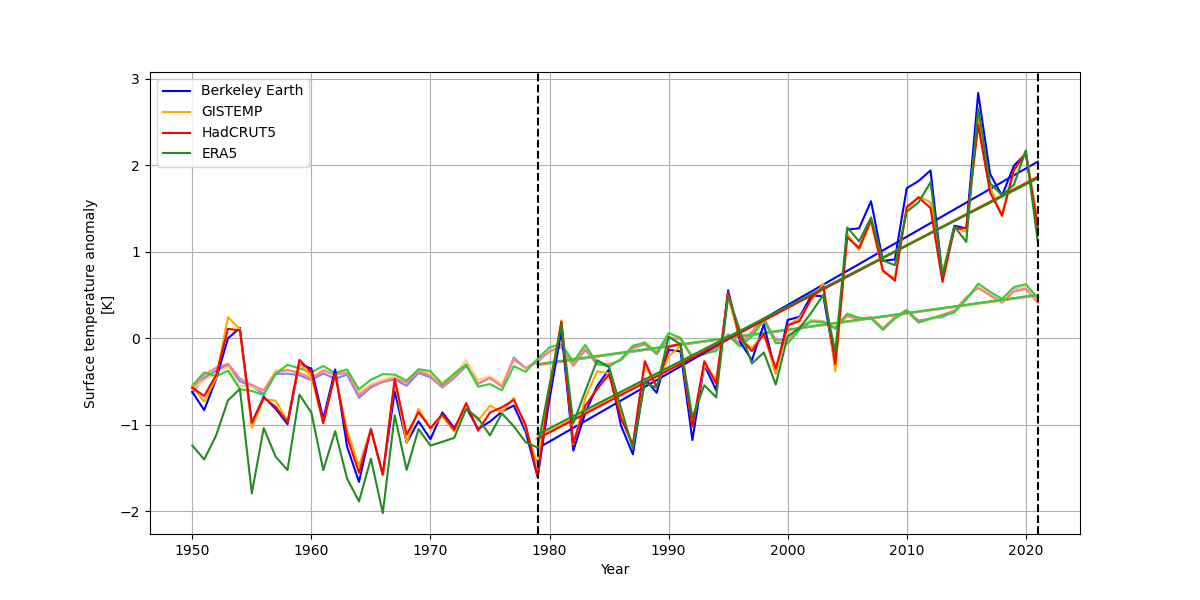 Berkeley Earth
GISTEMP
HadCRUT5
ERA5
3
2
1
0
−1
−2
Surface temperature anomaly
[K]
1950 1960 1970 1980 1990 2000 2010 2020
Year